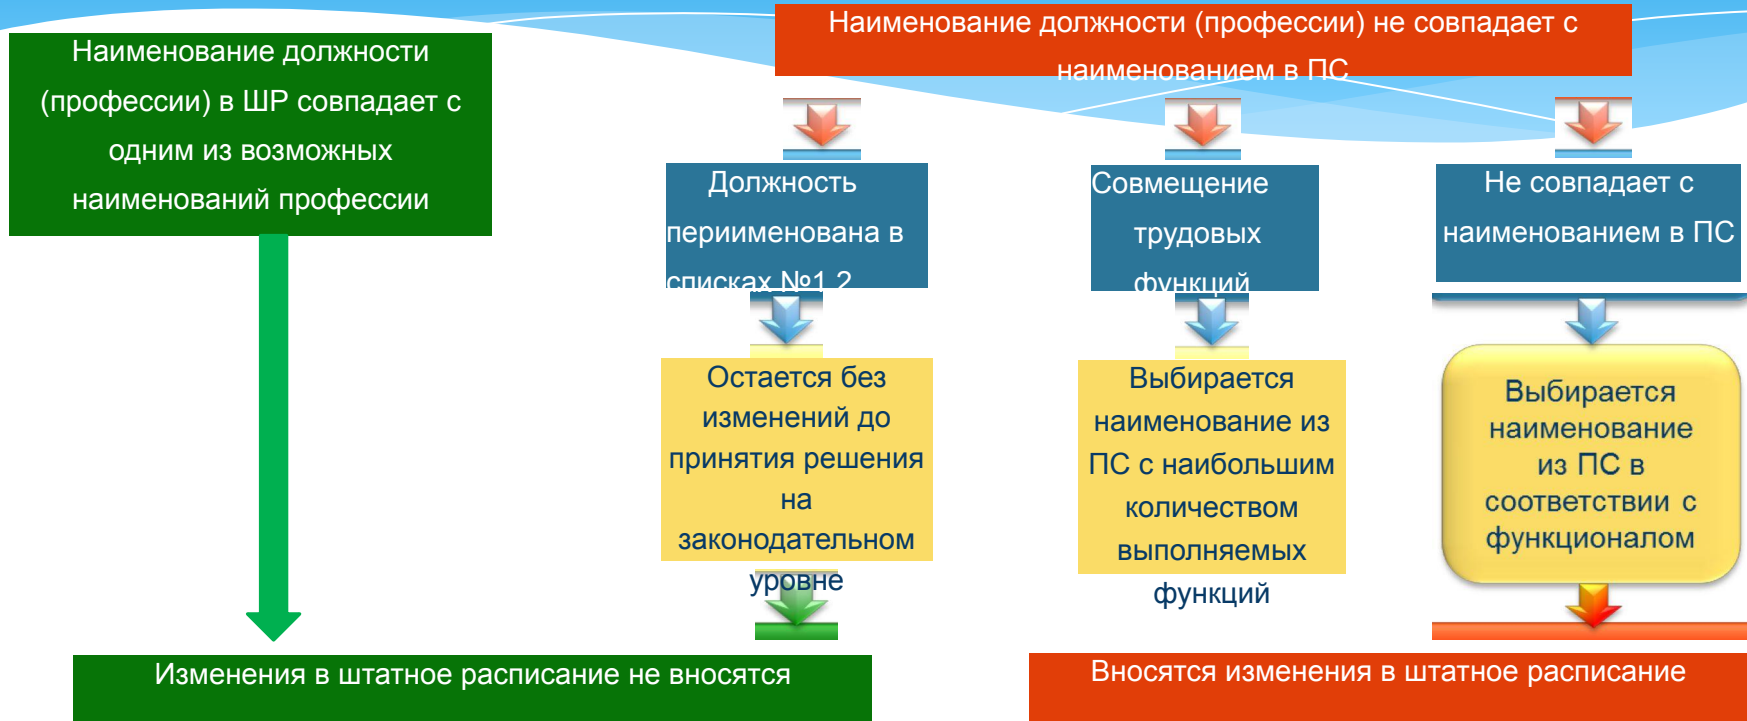 Наименование должности
(профессии) в ШР совпадает с
одним из возможных
наименований профессии
Наименование должности (профессии) не совпадает с
наименованием в ПС
Должность
периименована в
списках №1,2
Совмещение
трудовых
функций
Не совпадает с
наименованием в ПС
Остается без
изменений до
принятия решения
на
законодательном
уровне
Выбирается
наименование из
ПС с наибольшим
количеством
выполняемых
функций
Выбирается
наименование
из ПС в
соответствии с
функционалом
Изменения в штатное расписание не вносятся
Вносятся изменения в штатное расписание